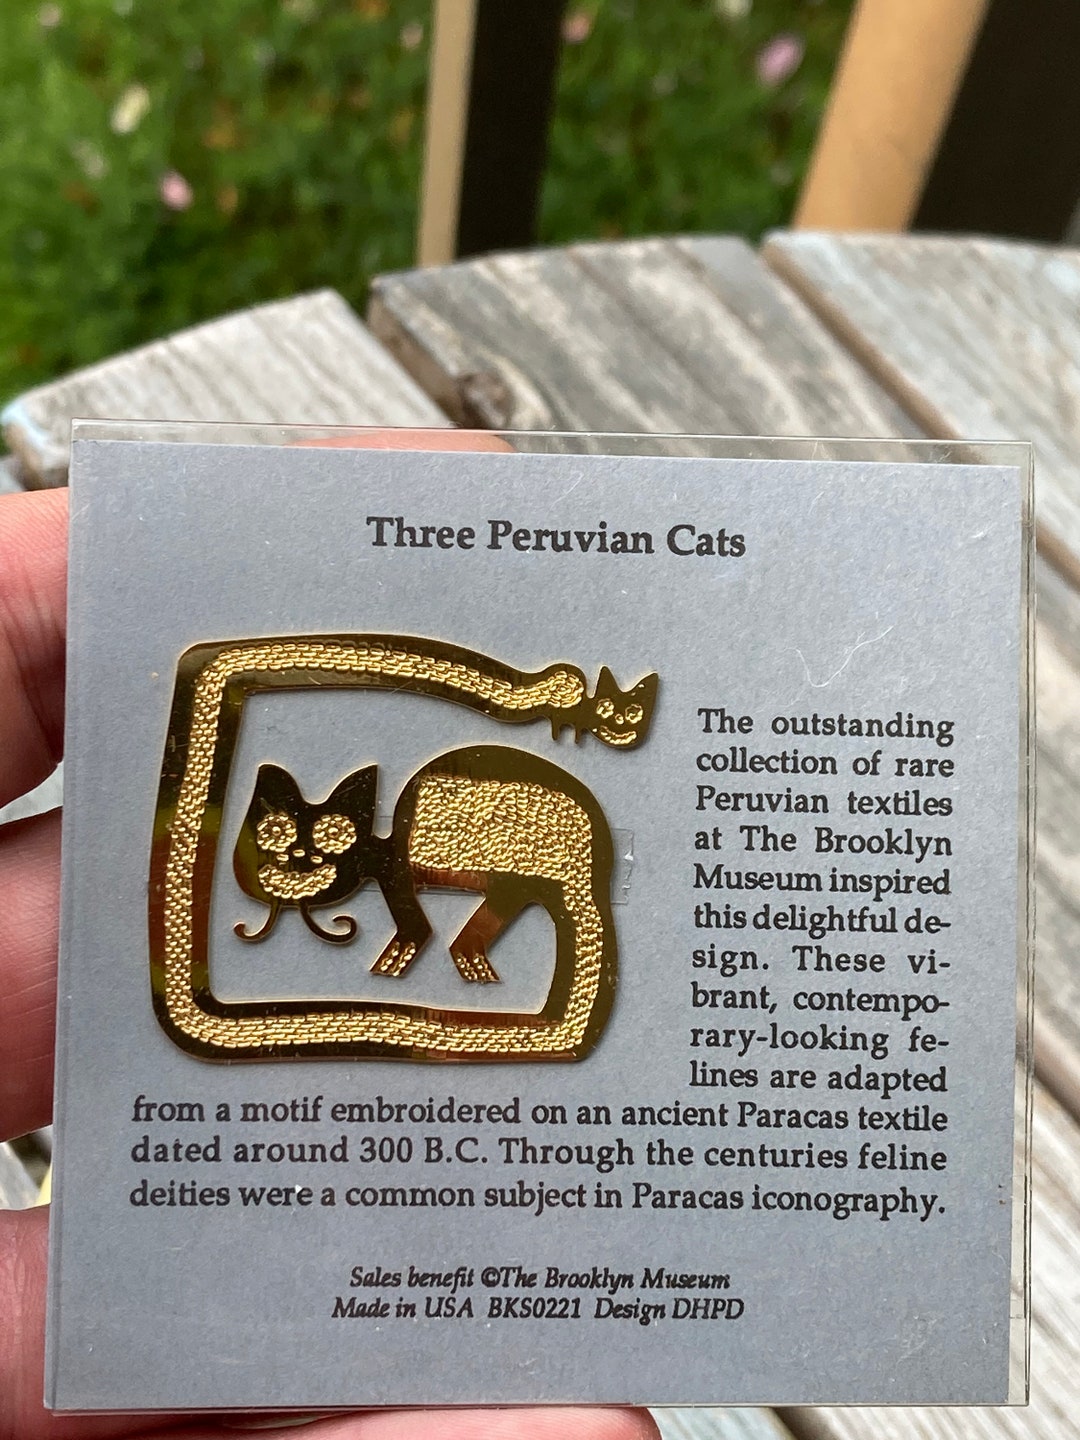 Three Peruvian Cats
The outstanding
collection of rare
Peruvian textiles
at The Brooklyn
Museum inspired
this delightful de-
sign. These vi-
brant, contempo-
rary-looking fe-
lines are adapted
from a motif embroidered on an ancient Paracas textile
dated around 300 B.C. Through the centuries feline
deities were a common subject in Paracas iconography.
Sales benefit ©The Brooklyn Museum
Made in USA BKS0221 Design DHPD